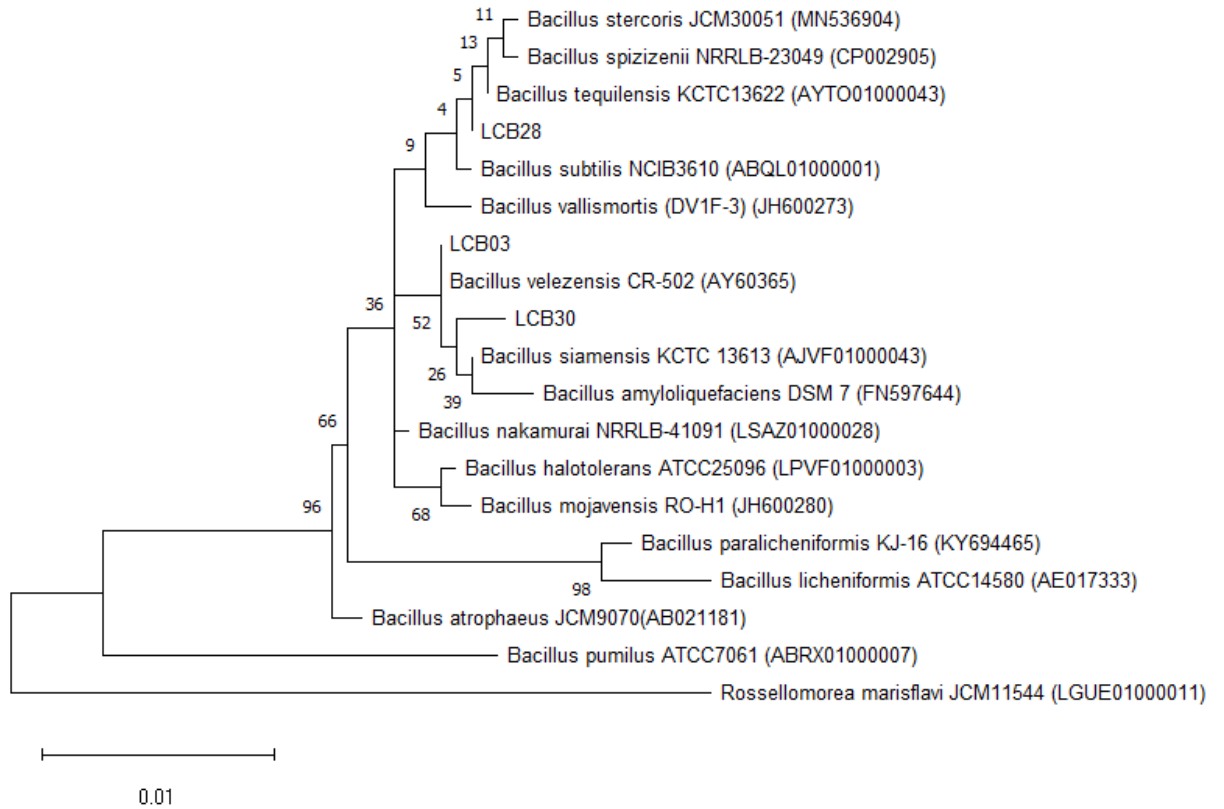 11
Bacillus stercoris JCM30051 (MN536904)
13
Bacillus spizizenii NRRLB-23049 (CP002905)
5
Bacillus tequilensis KCTC13622 (AYTO01000043)
4
LCB28
9
Bacillus subtilis NCIB3610 (ABQL01000001)
Bacillus vallismortis (DV1F-3) (JH600273)
LCB03
Bacillus velezensis CR-502 (AY60365)
36
52
LCB30
Bacillus siamensis KCTC 13613 (AJVF01000043)
26
Bacillus amyloliquefaciens DSM 7 (FN597644)
39
66
Bacillus nakamurai NRRLB-41091 (LSAZ01000028)
Bacillus halotolerans ATCC25096 (LPVF01000003)
96
Bacillus mojavensis RO-H1 (JH600280)
68
Bacillus paralicheniformis KJ-16 (KY694465)
Bacillus licheniformis ATCC14580 (AE017333)
98
Bacillus atrophaeus JCM9070(AB021181)
Bacillus pumilus ATCC7061 (ABRX01000007)
Rossellomorea marisflavi JCM11544 (LGUE01000011)
0.01